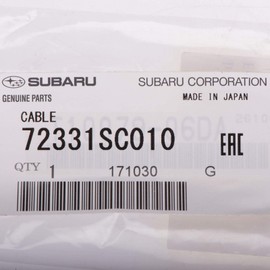 SUBARU
SUBARU CORPORATION
GENUINE PARTS
MADE IN JAPAN
CABLE
72331SC010
EAC
QTY 1 171030 G